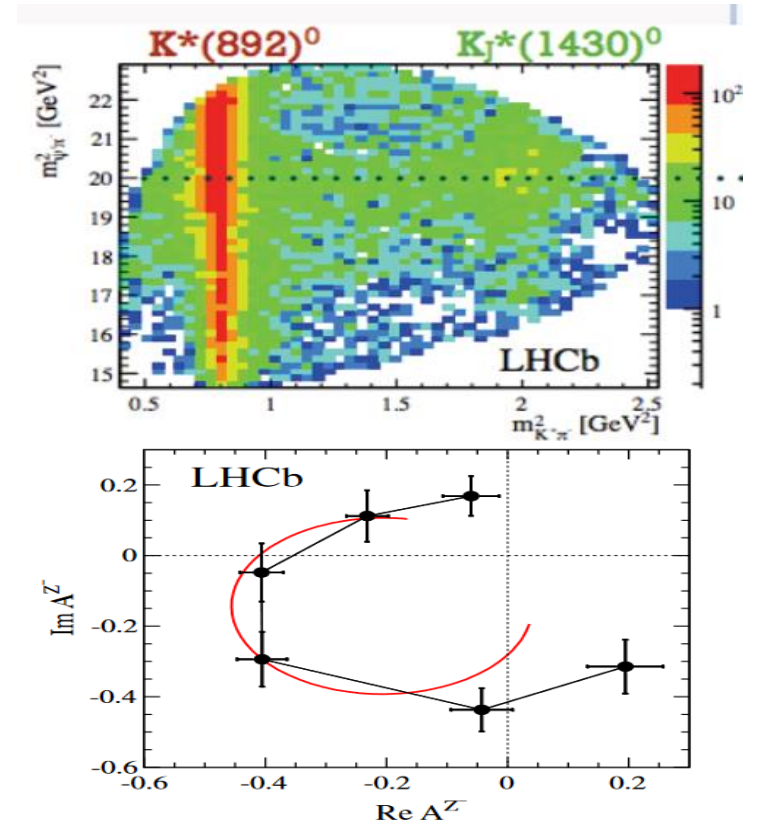 K*(892)⁰ K_J*(1430)⁰
m²_ψ'π⁻ [GeV²]
22
21
20
19
18
17
16
15
10²
10
1
LHCb
0.5 1 1.5 2 2.5
m²_K⁺π⁻ [GeV²]
LHCb
Im A^Z⁻
0.2
0
-0.2
-0.4
-0.6
-0.6 -0.4 -0.2 0 0.2
Re A^Z⁻